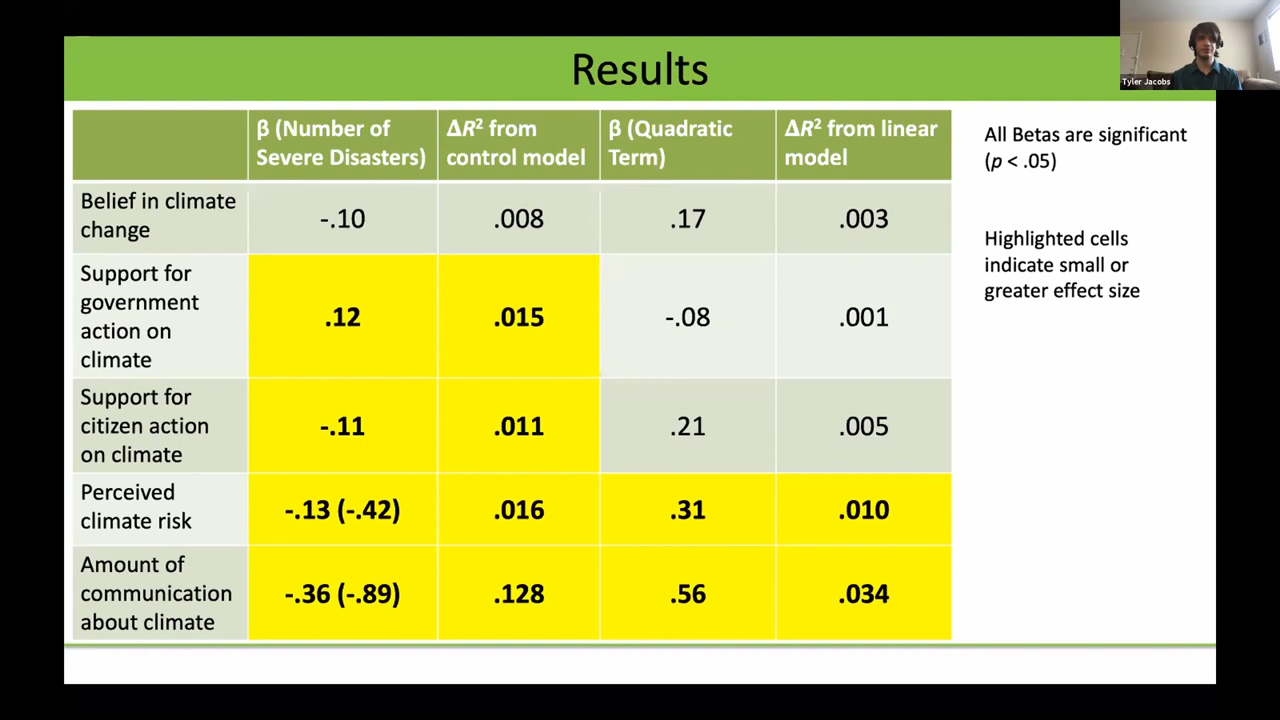 Results
Tyler Jacobs
β (Number of
Severe Disasters)
ΔR² from
control model
β (Quadratic
Term)
ΔR² from linear
model
Belief in climate
change
-.10
.008
.17
.003
Support for
government
action on
climate
.12
.015
-.08
.001
Support for
citizen action
on climate
-.11
.011
.21
.005
Perceived
climate risk
-.13 (-.42)
.016
.31
.010
Amount of
communication
about climate
-.36 (-.89)
.128
.56
.034
All Betas are significant
(p < .05)
Highlighted cells
indicate small or
greater effect size